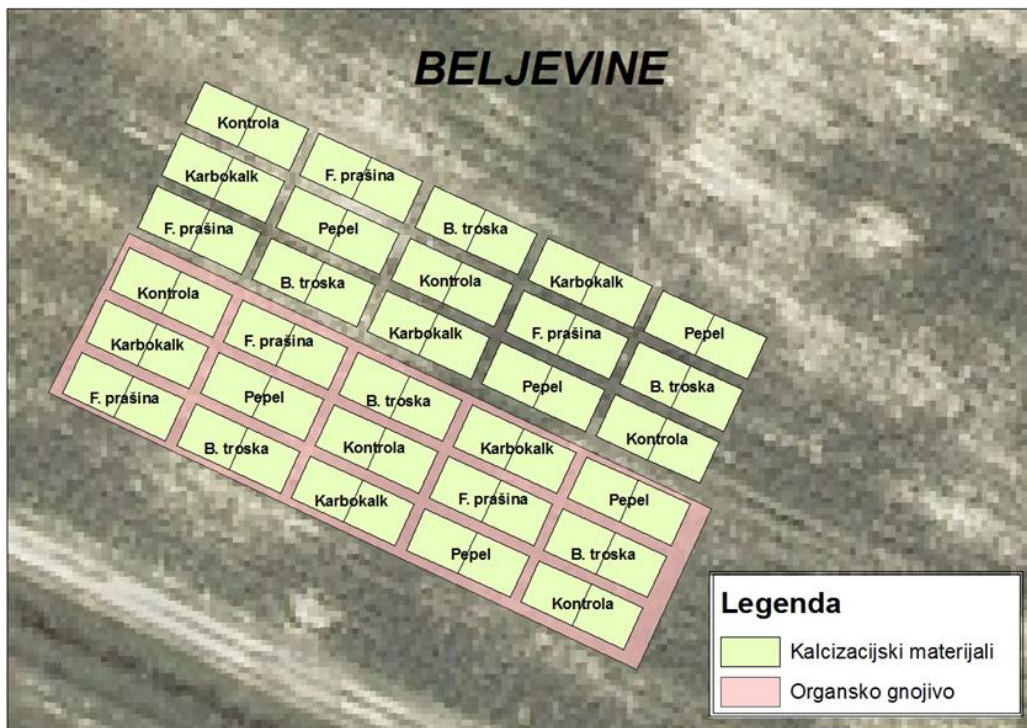 BELJEVINE
Kontrola
F. prašina
B. troska
Karbokalk
Pepel
Karbokalk
Pepel
Kontrola
F. prašina
B. troska
F. prašina
B. troska
Karbokalk
Pepel
Kontrola
Kontrola
F. prašina
B. troska
Karbokalk
Pepel
Karbokalk
Pepel
Kontrola
F. prašina
B. troska
F. prašina
B. troska
Karbokalk
Pepel
Kontrola
Legenda
Kalcizacijski materijali
Organsko gnojivo